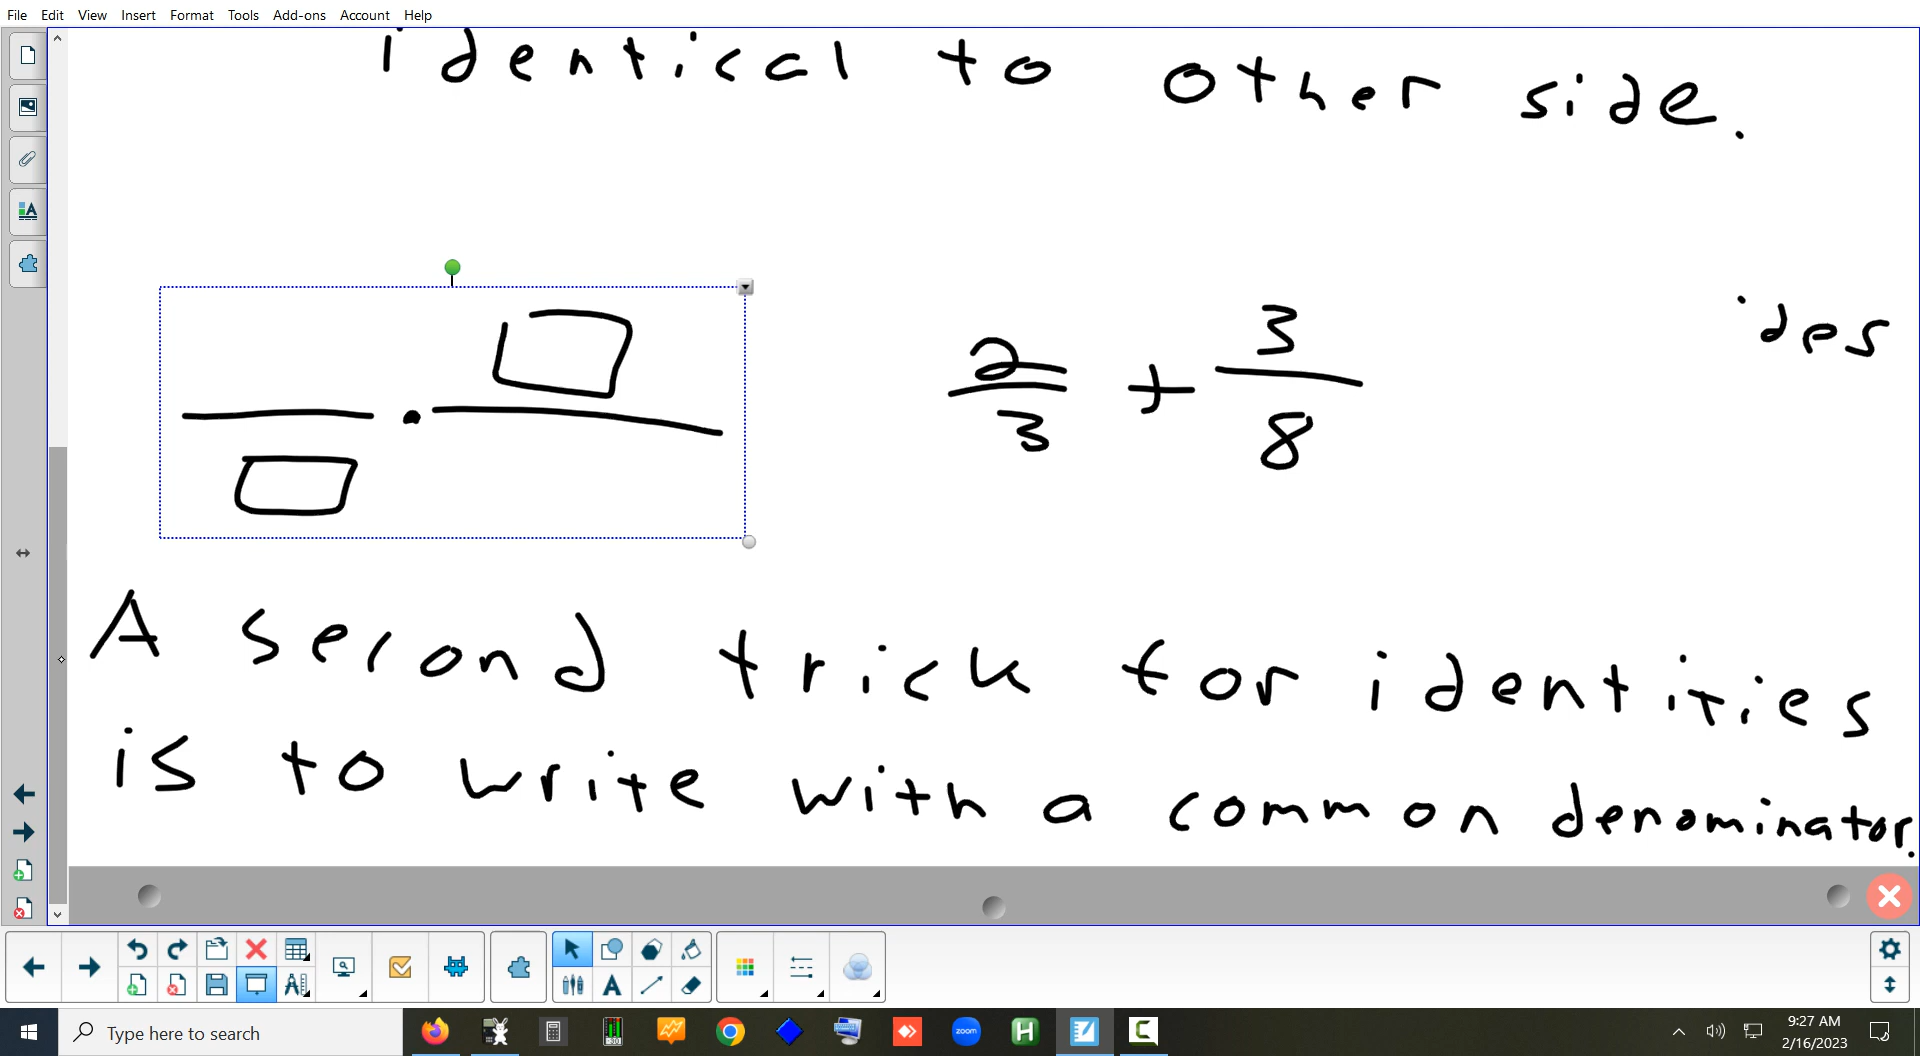 File Edit View Insert Format Tools Add-ons Account Help
identical to other side.
2/3 + 3/8
ides
A second trick for identities
is to write with a common denominator.
Type here to search
zoom
9:27 AM
2/16/2023